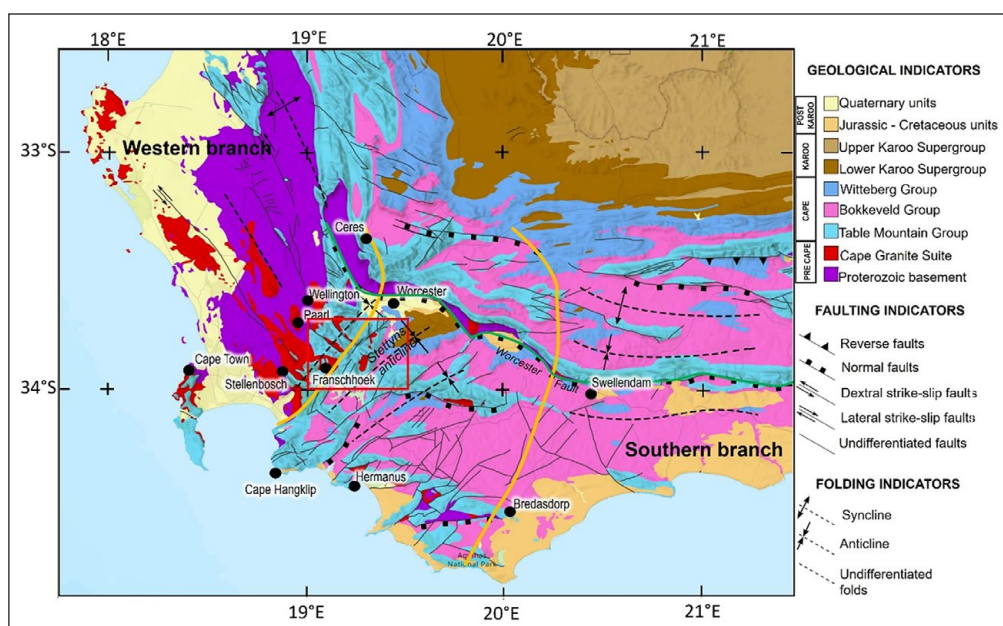 18°E
19°E
20°E
21°E
33°S
34°S
Western branch
Ceres
Wellington
Worcester
Paarl
Stettyns
anticline
Cape Town
Stellenbosch
Franschhoek
Worcester
Fault
Swellendam
Southern branch
Cape Hangklip
Hermanus
Bredasdorp
National Park
19°E
20°E
21°E
GEOLOGICAL INDICATORS
POST
KAROO
KAROO
CAPE
PRE CAPE
Quaternary units
Jurassic - Cretaceous units
Upper Karoo Supergroup
Lower Karoo Supergroup
Witteberg Group
Bokkeveld Group
Table Mountain Group
Cape Granite Suite
Proterozoic basement
FAULTING INDICATORS
Reverse faults
Normal faults
Dextral strike-slip faults
Lateral strike-slip faults
Undifferentiated faults
FOLDING INDICATORS
Syncline
Anticline
Undifferentiated
folds